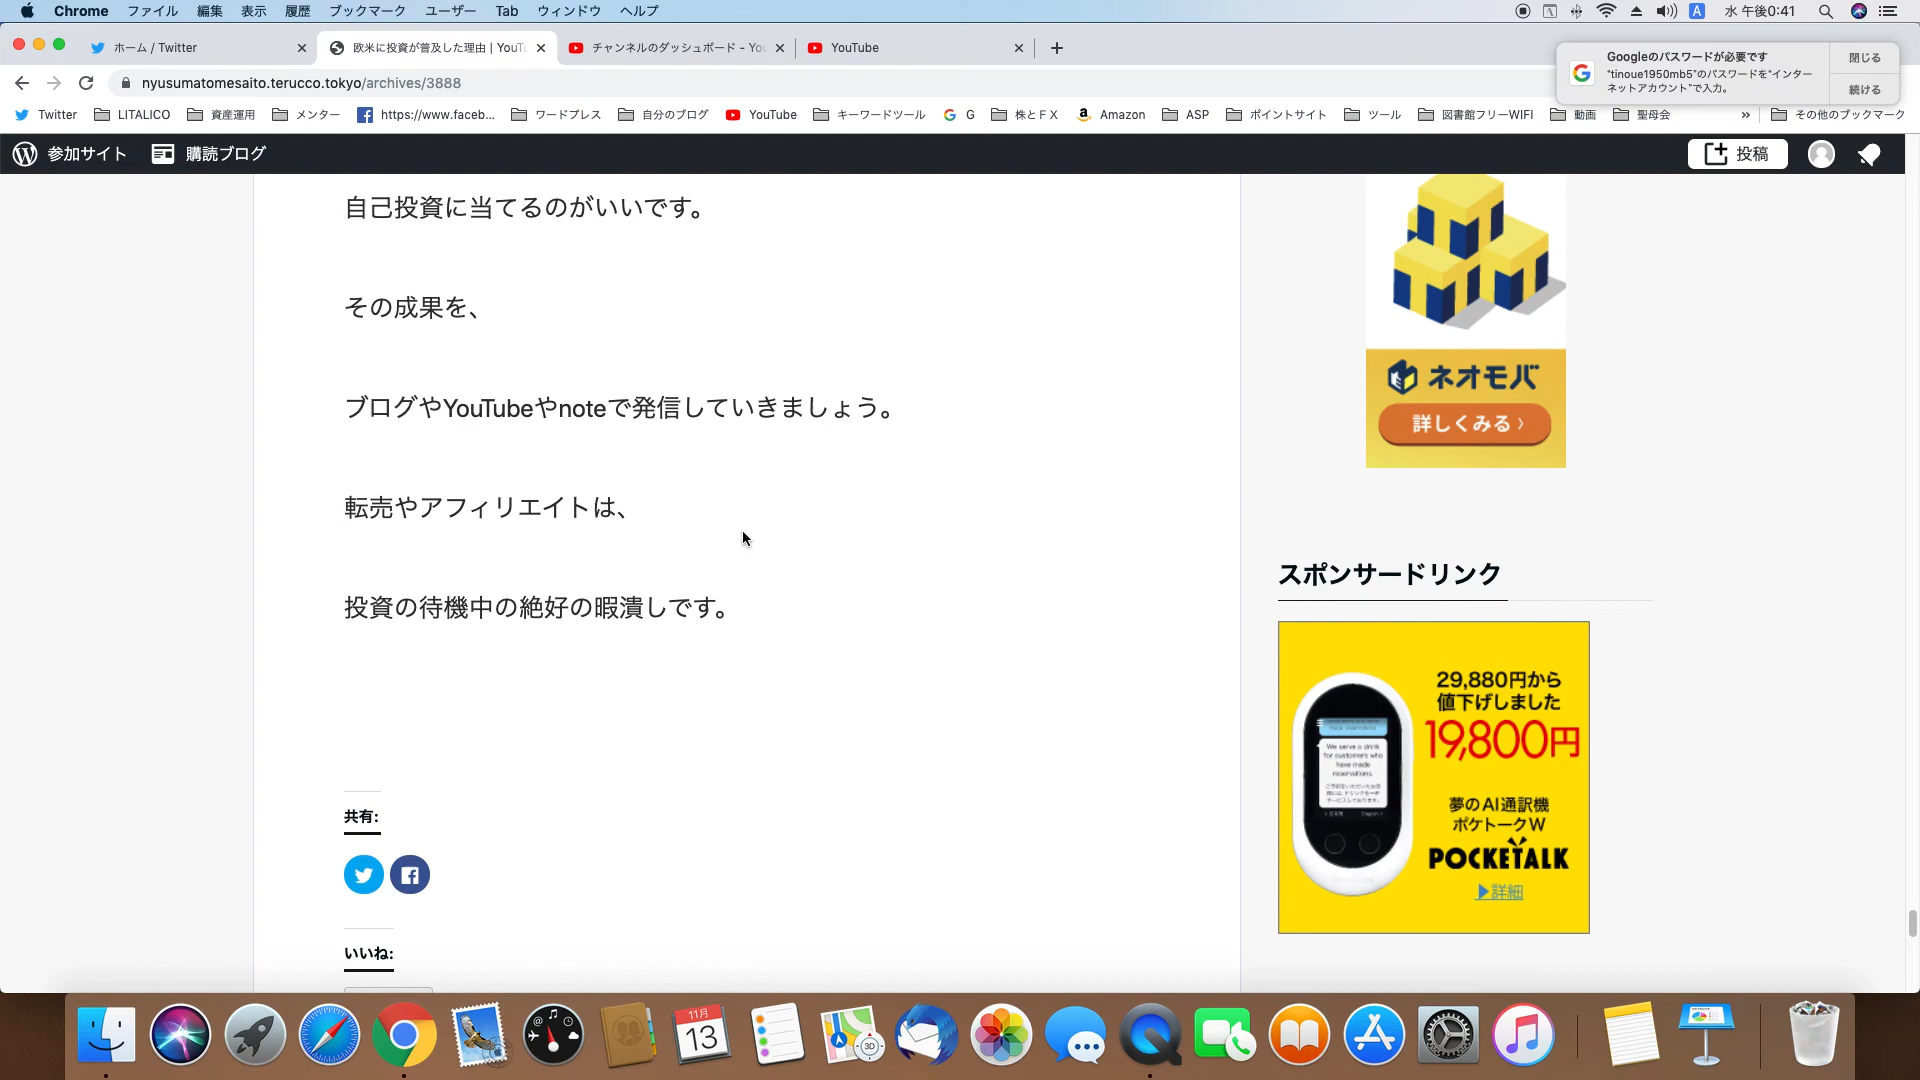 Chrome ファイル 編集 表示 履歴 ブックマーク ユーザー Tab ウィンドウ ヘルプ
A 水 午後0:41
ホーム / Twitter
欧米に投資が普及した理由 | YouT
チャンネルのダッシュボード - You
YouTube
nyusumatomesaito.terucco.tokyo/archives/3888
Googleのパスワードが必要です
"tinoue1950mb5"のパスワードを"インター
ネットアカウント"で入力。
閉じる
続ける
Twitter LITALICO 資産運用 メンター https://www.faceb... ワードプレス 自分のブログ YouTube キーワードツール G 株とＦＸ Amazon ASP ポイントサイト ツール 図書館フリーWIFI 動画 聖母会 » その他のブックマーク
参加サイト 購読ブログ 投稿
自己投資に当てるのがいいです。
その成果を、
ブログやYouTubeやnoteで発信していきましょう。
転売やアフィリエイトは、
投資の待機中の絶好の暇潰しです。
共有:
いいね:
ネオモバ
詳しくみる ›
スポンサードリンク
29,880円から
値下げしました
19,800円
We serve a drink
for customers who
have made
reservations.
夢のAI通訳機
ポケトークW
POCKETALK
▶詳細
11月
13
3D